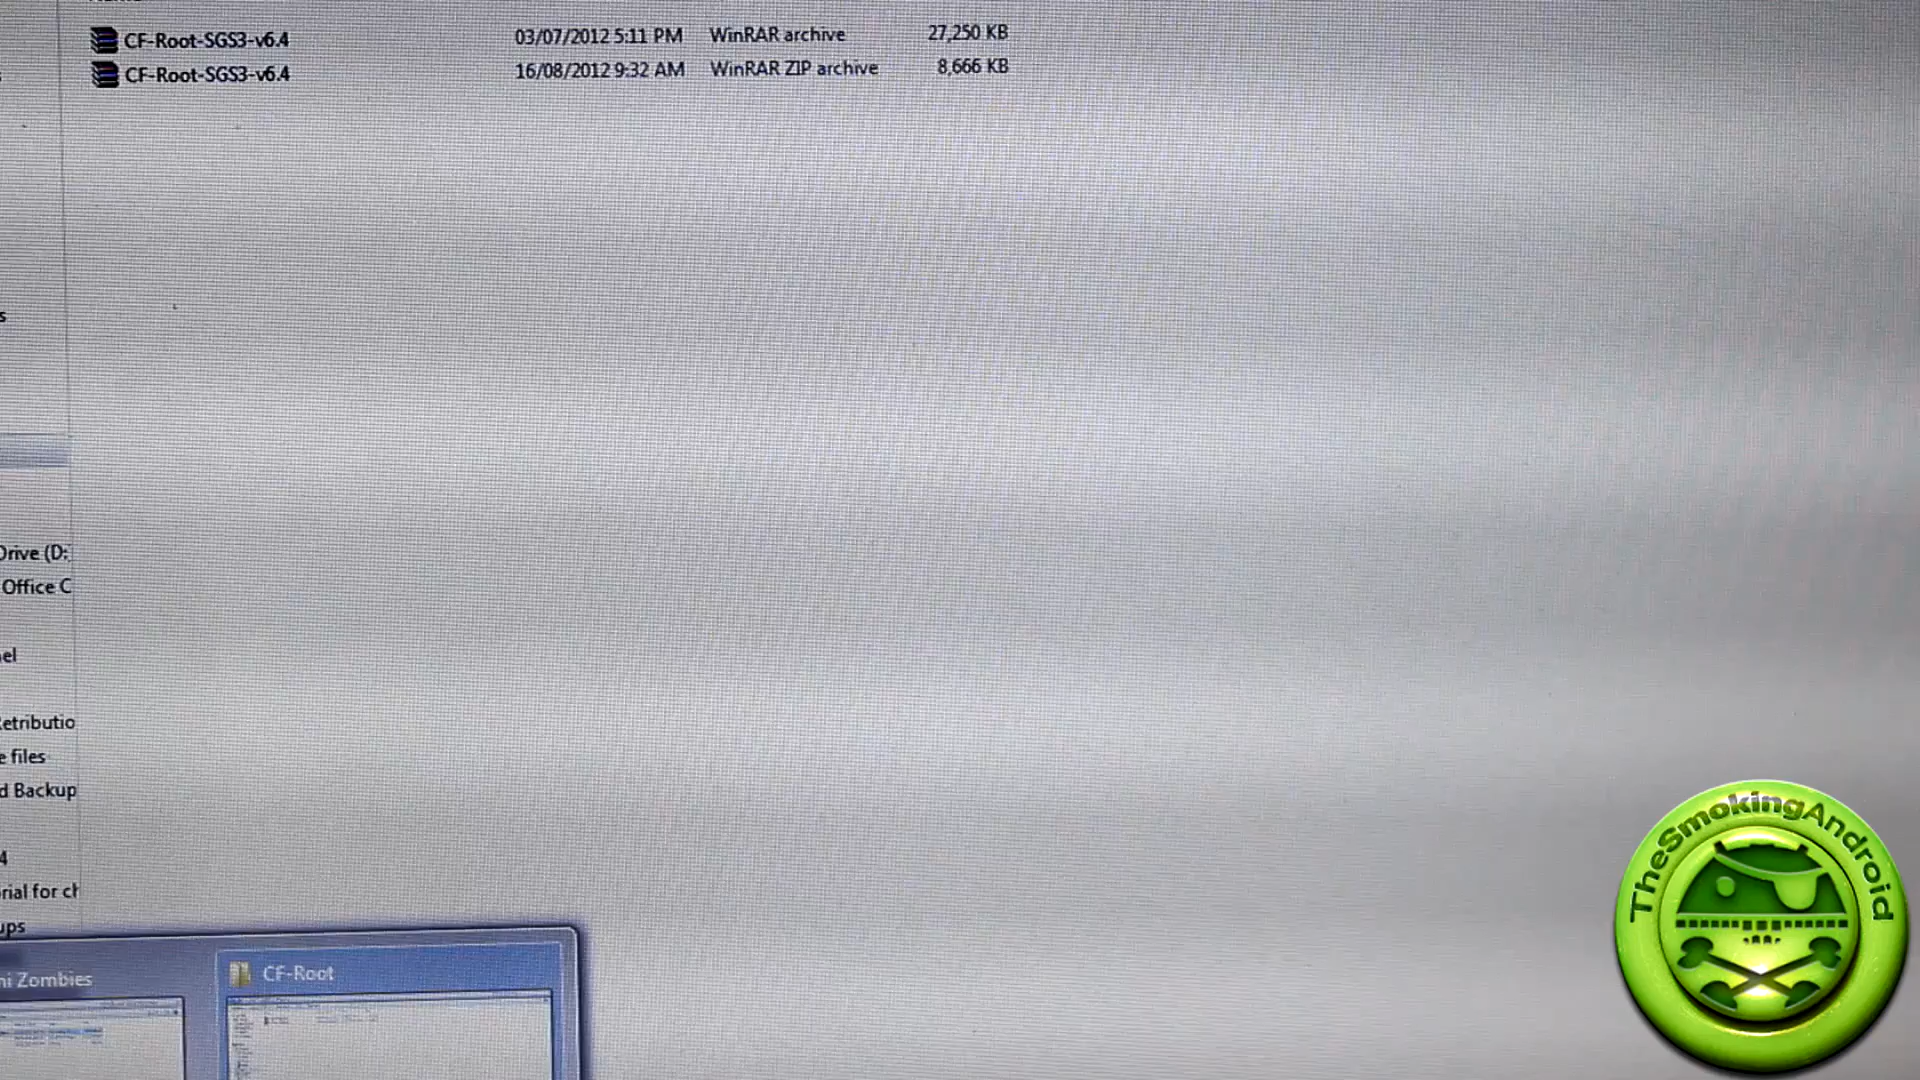 CF-Root-SGS3-v6.4 03/07/2012 5:11 PM WinRAR archive 27,250 KB
CF-Root-SGS3-v6.4 16/08/2012 9:32 AM WinRAR ZIP archive 8,666 KB
s
Drive (D:
Office C
el
etributio
e files
d Backup
4
rial for ch
ups
ni Zombies
CF-Root
TheSmokingAndroid